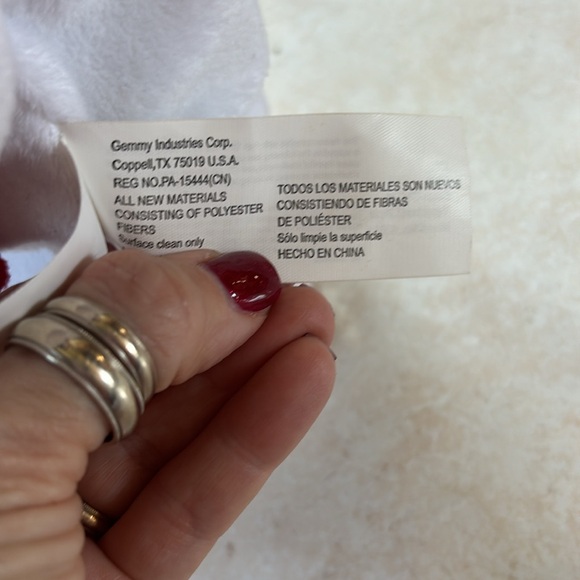 Gemmy Industries Corp.
Coppell,TX 75019 U.S.A.
REG NO.PA-15444(CN)
ALL NEW MATERIALS
CONSISTING OF POLYESTER
FIBERS
Surface clean only
TODOS LOS MATERIALES SON NUEVOS
CONSISTIENDO DE FIBRAS
DE POLIÉSTER
Sólo limpie la superficie
HECHO EN CHINA